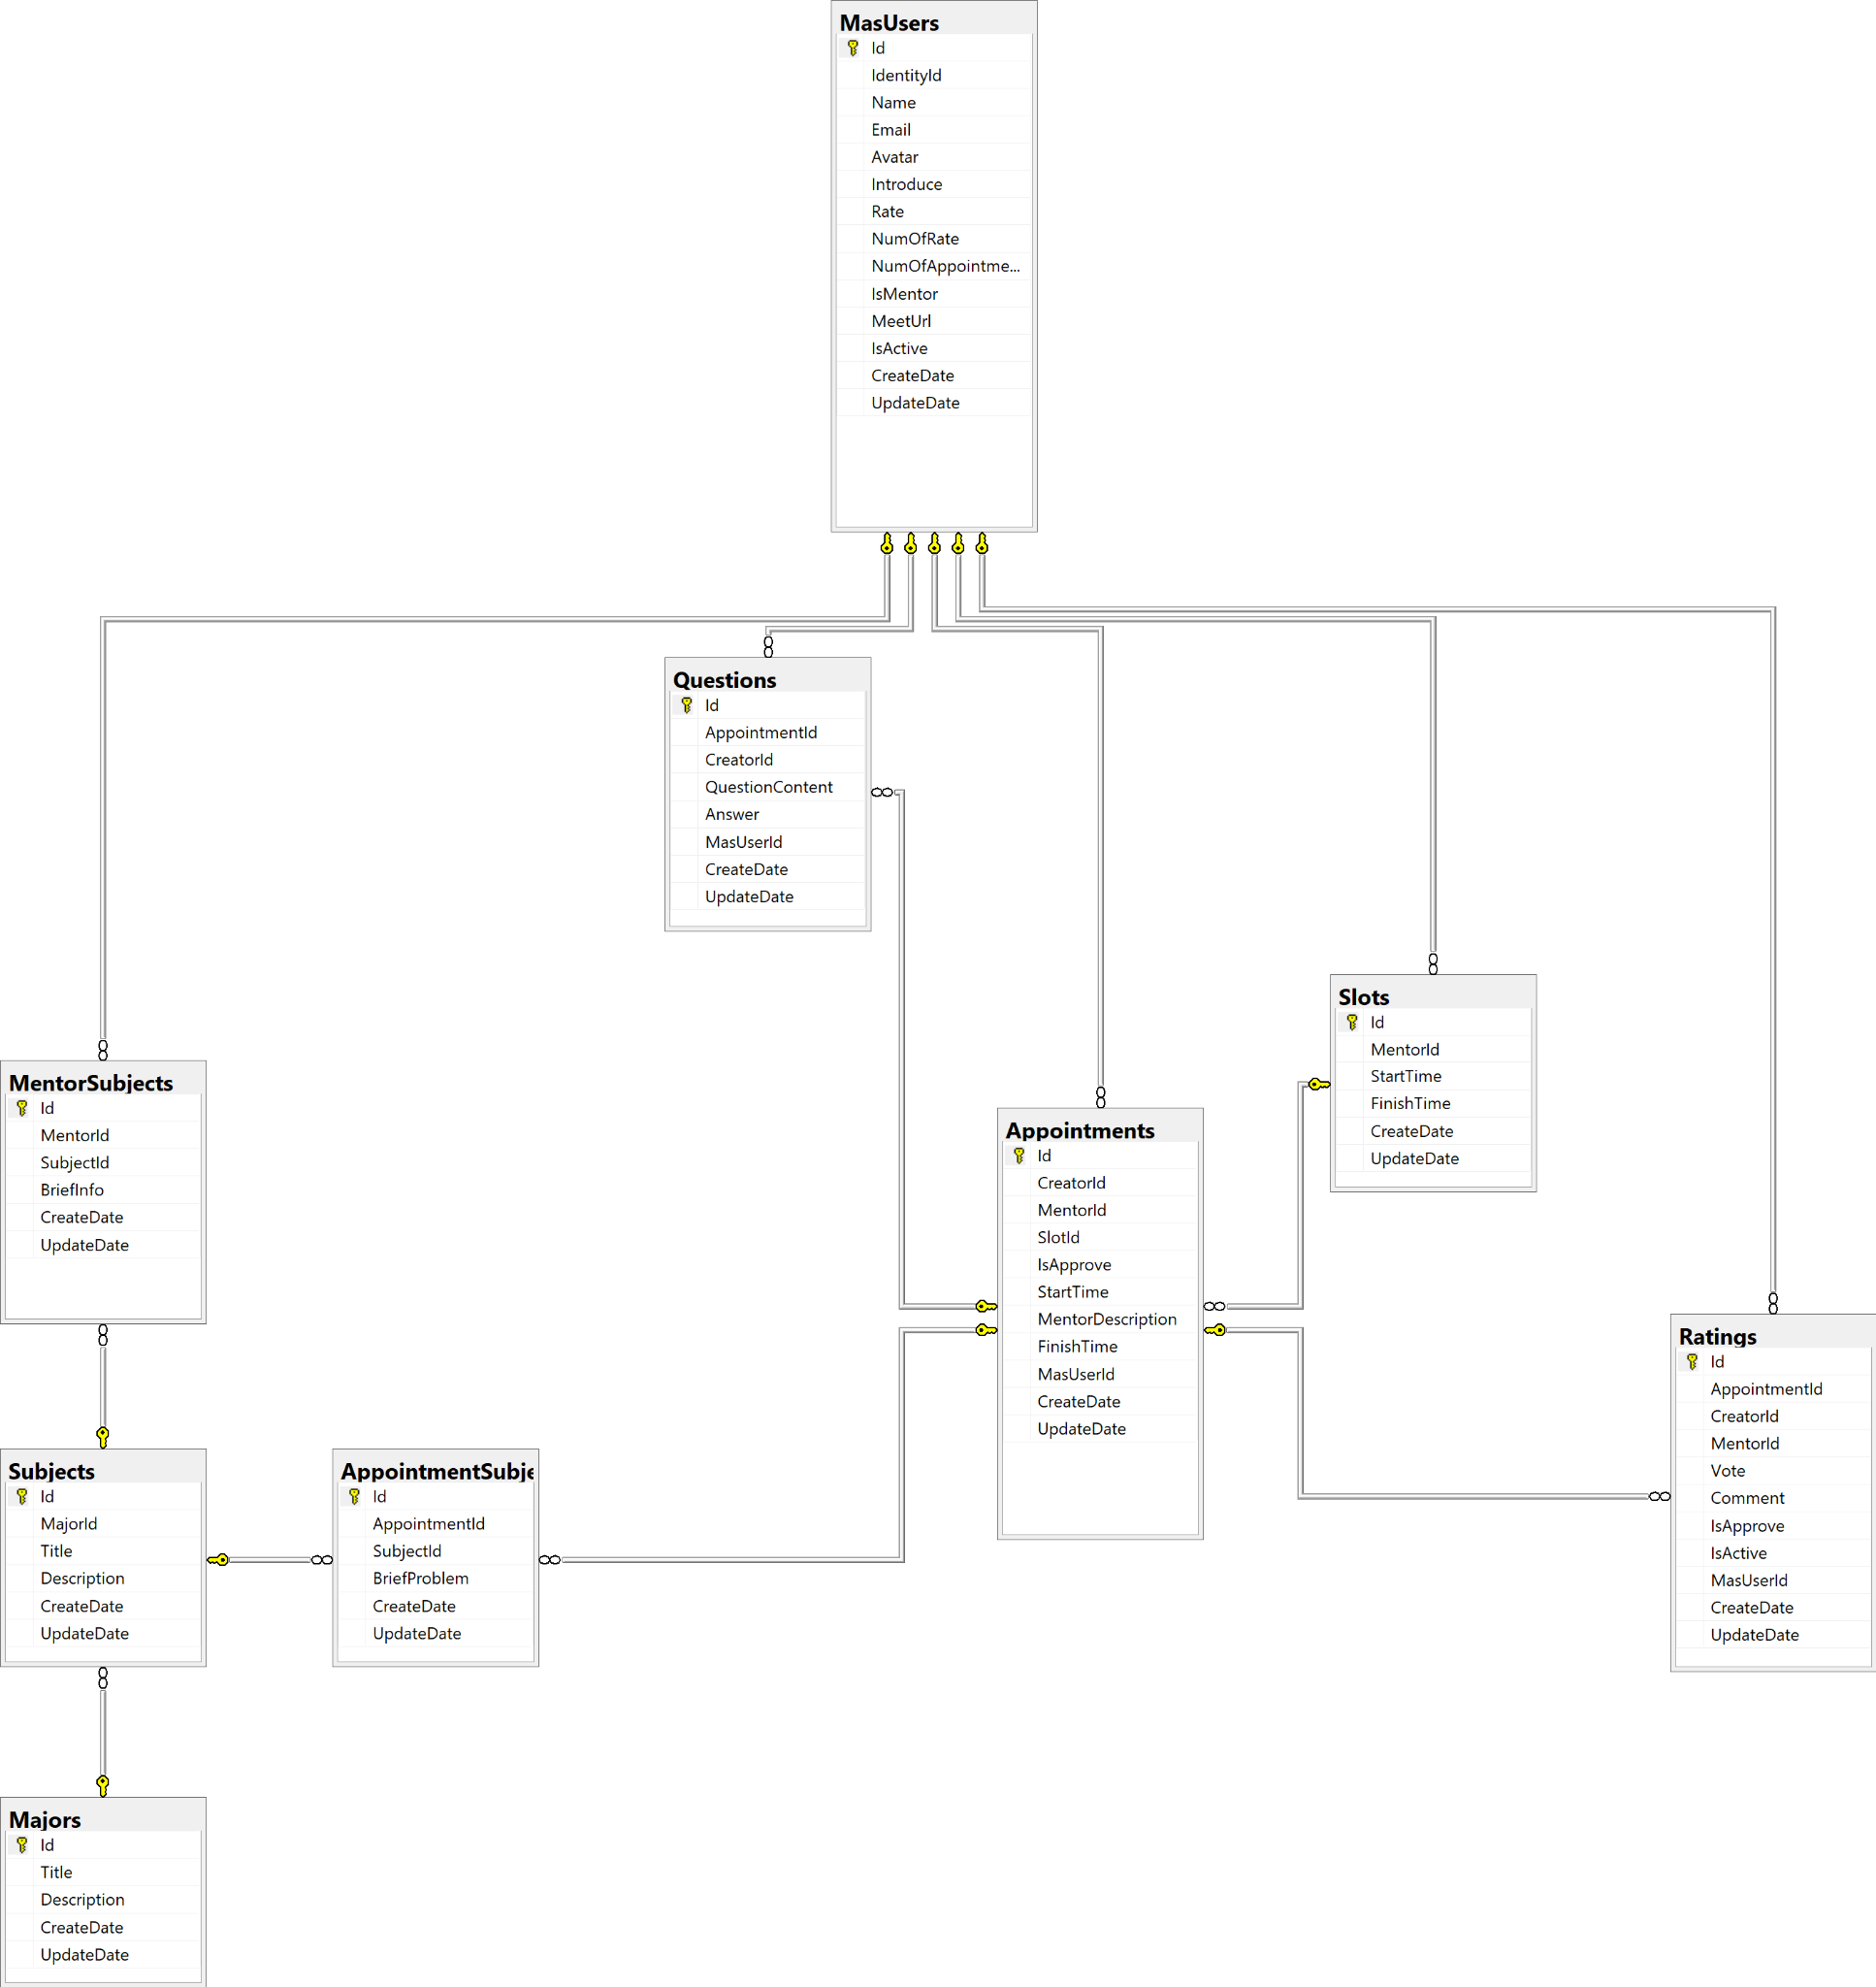 MasUsers
Id
IdentityId
Name
Email
Avatar
Introduce
Rate
NumOfRate
NumOfAppointme...
IsMentor
MeetUrl
IsActive
CreateDate
UpdateDate
Questions
Id
AppointmentId
CreatorId
QuestionContent
Answer
MasUserId
CreateDate
UpdateDate
Slots
Id
MentorId
StartTime
FinishTime
CreateDate
UpdateDate
MentorSubjects
Id
MentorId
SubjectId
BriefInfo
CreateDate
UpdateDate
Appointments
Id
CreatorId
MentorId
SlotId
IsApprove
StartTime
MentorDescription
FinishTime
MasUserId
CreateDate
UpdateDate
Ratings
Id
AppointmentId
CreatorId
MentorId
Vote
Comment
IsApprove
IsActive
MasUserId
CreateDate
UpdateDate
Subjects
Id
MajorId
Title
Description
CreateDate
UpdateDate
AppointmentSubje
Id
AppointmentId
SubjectId
BriefProblem
CreateDate
UpdateDate
Majors
Id
Title
Description
CreateDate
UpdateDate